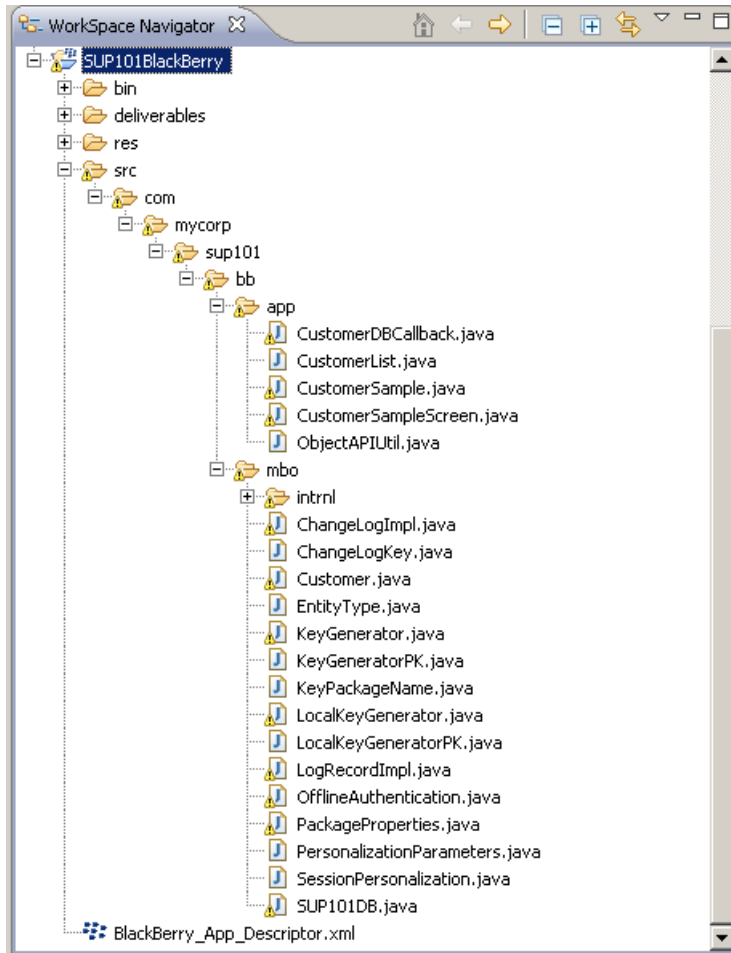 WorkSpace Navigator
SUP101BlackBerry
bin
deliverables
res
src
com
mycorp
sup101
bb
app
CustomerDBCallback.java
CustomerList.java
CustomerSample.java
CustomerSampleScreen.java
ObjectAPIUtil.java
mbo
intrnl
ChangeLogImpl.java
ChangeLogKey.java
Customer.java
EntityType.java
KeyGenerator.java
KeyGeneratorPK.java
KeyPackageName.java
LocalKeyGenerator.java
LocalKeyGeneratorPK.java
LogRecordImpl.java
OfflineAuthentication.java
PackageProperties.java
PersonalizationParameters.java
SessionPersonalization.java
SUP101DB.java
BlackBerry_App_Descriptor.xml